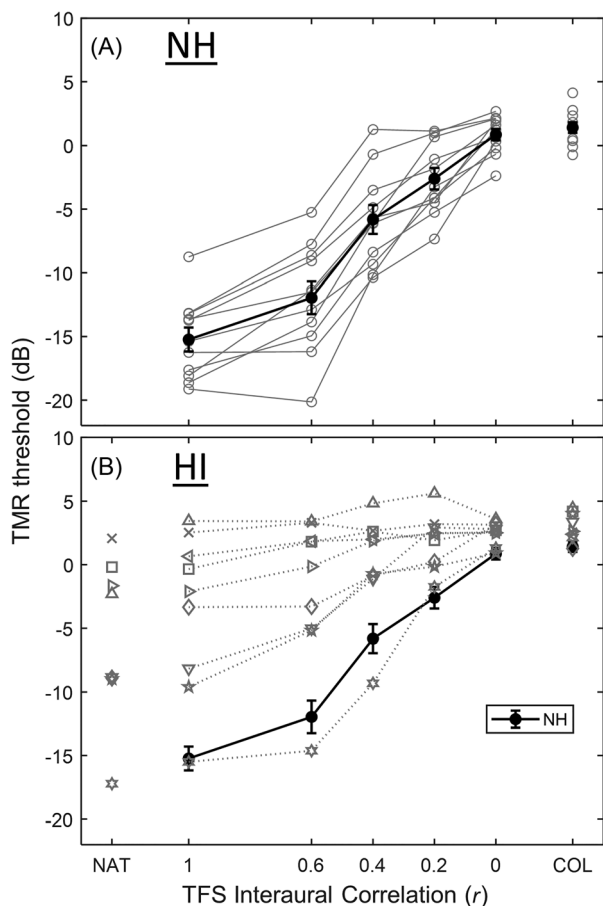 (A) NH
10
5
0
-5
-10
-15
-20
TMR threshold (dB)
(B) HI
10
5
0
-5
-10
-15
-20
NH
NAT 1 0.6 0.4 0.2 0 COL
TFS Interaural Correlation (r)